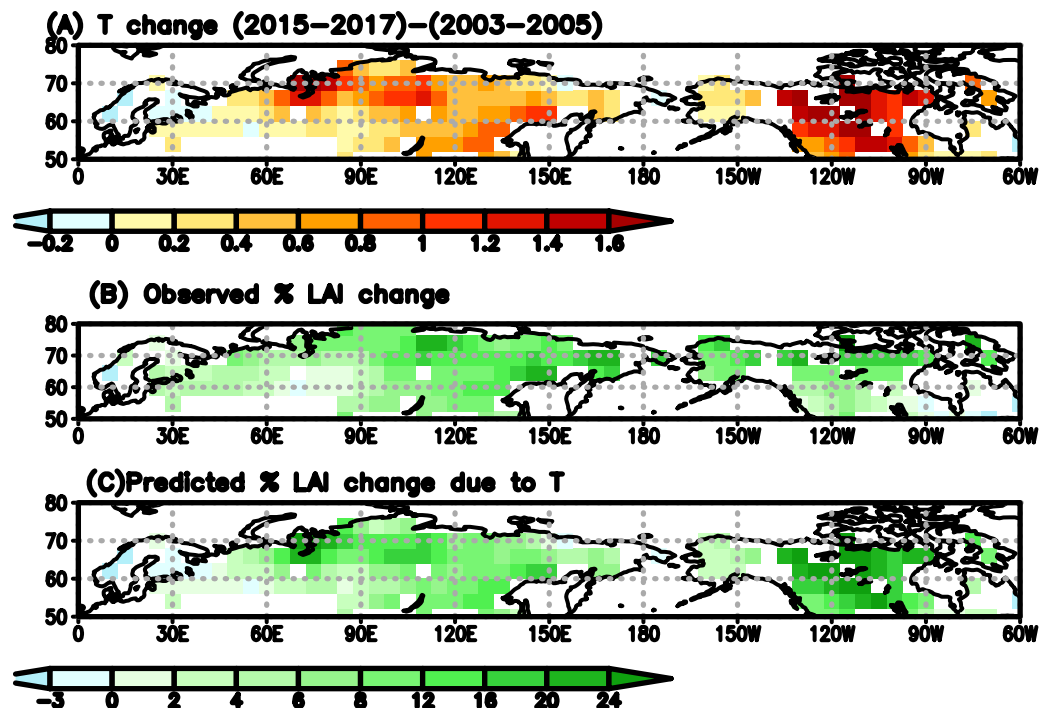 (A) T change (2015−2017)−(2003−2005)
80
70
60
50
0 30E 60E 90E 120E 150E 180 150W 120W 90W 60W
−0.2 0 0.2 0.4 0.6 0.8 1 1.2 1.4 1.6
(B) Observed % LAI change
80
70
60
50
0 30E 60E 90E 120E 150E 180 150W 120W 90W 60W
(C)Predicted % LAI change due to T
80
70
60
50
0 30E 60E 90E 120E 150E 180 150W 120W 90W 60W
−3 0 2 4 6 8 12 16 20 24